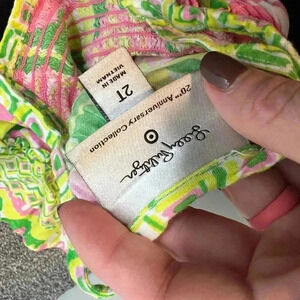 2T
MADE IN
VIETNAM
20TH Anniversary Collection
Lilly Pulitzer